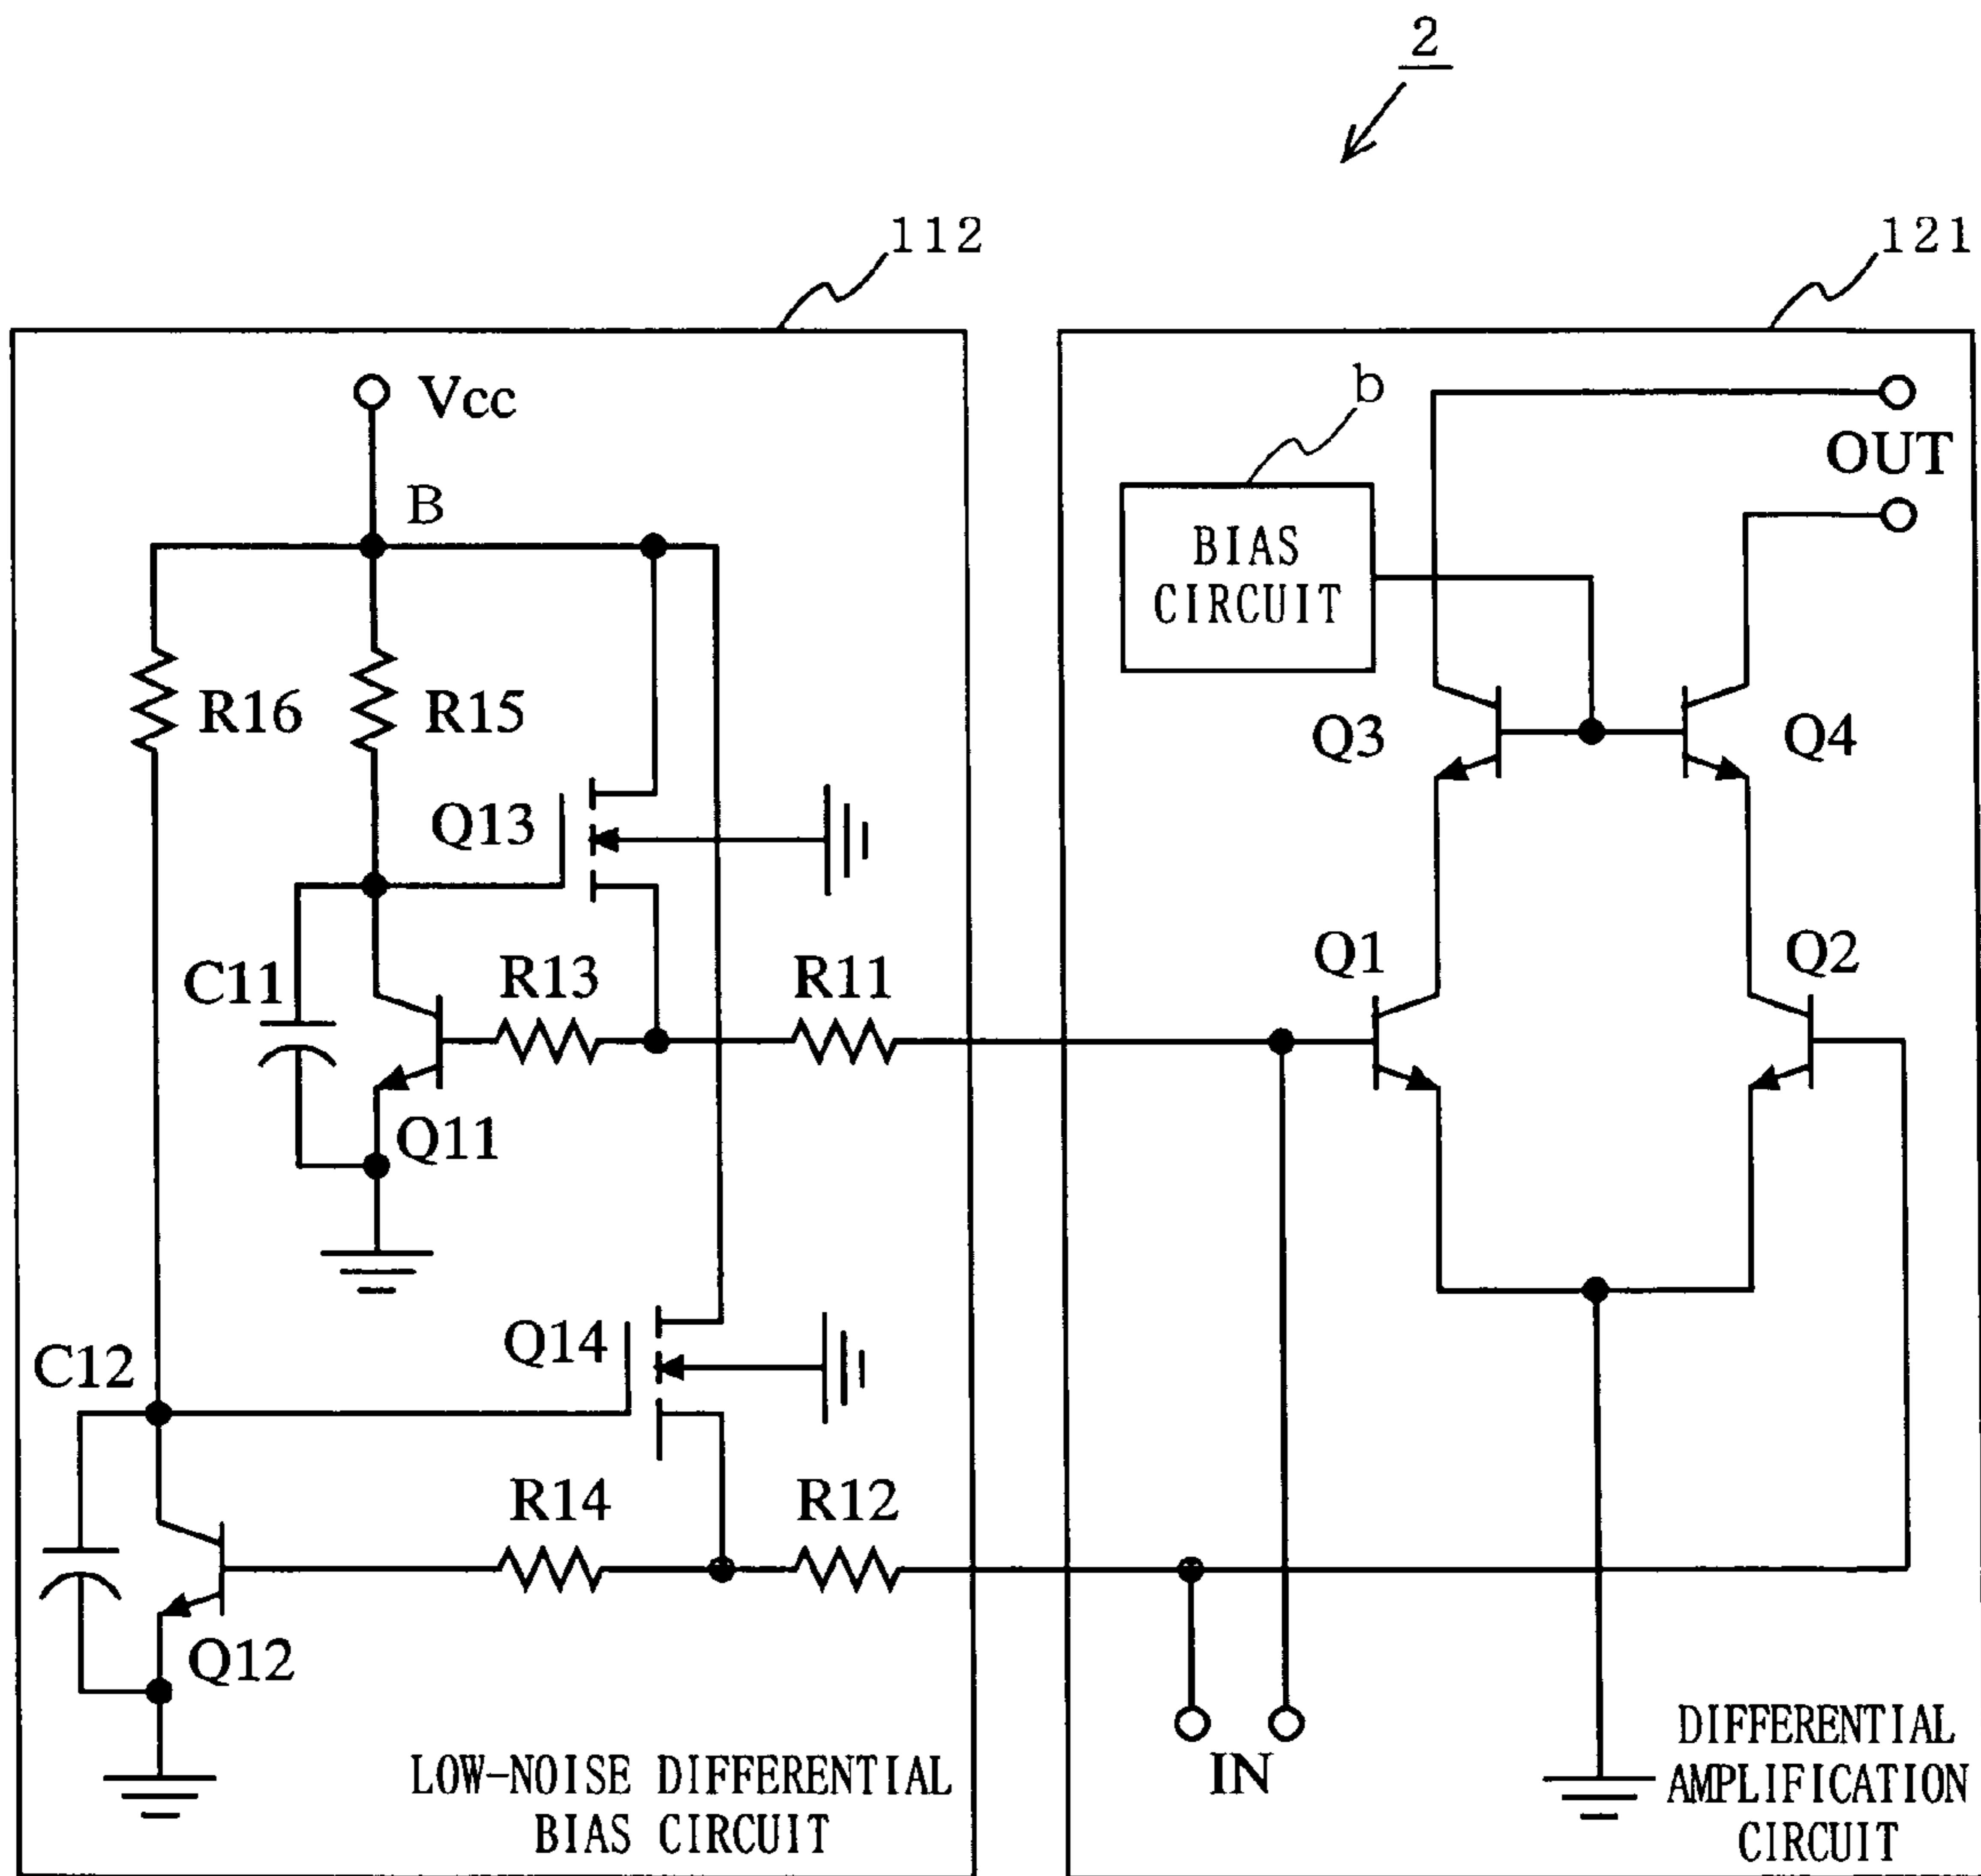 2
112
121
Vcc
b
OUT
B
BIAS
CIRCUIT
R16
R15
Q3
Q4
Q13
C11
R13
R11
Q1
Q2
Q11
Q14
C12
R14
R12
Q12
IN
LOW-NOISE DIFFERENTIAL
BIAS CIRCUIT
DIFFERENTIAL
AMPLIFICATION
CIRCUIT